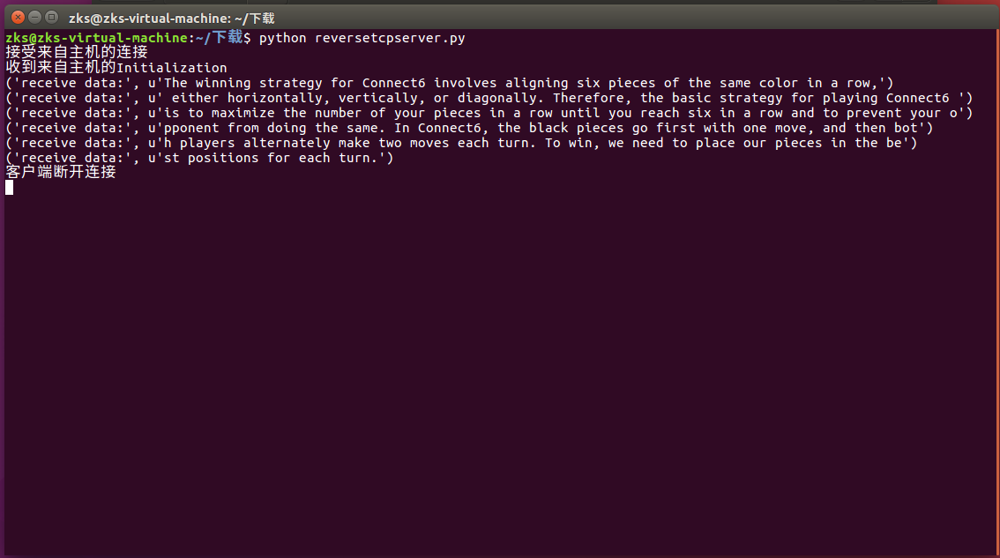 zks@zks-virtual-machine: ~/下载
zks@zks-virtual-machine:~/下载$ python reversetcpserver.py
接受来自主机的连接
收到来自主机的Initialization
('receive data:', u'The winning strategy for Connect6 involves aligning six pieces of the same color in a row,')
('receive data:', u' either horizontally, vertically, or diagonally. Therefore, the basic strategy for playing Connect6 ')
('receive data:', u'is to maximize the number of your pieces in a row until you reach six in a row and to prevent your o')
('receive data:', u'pponent from doing the same. In Connect6, the black pieces go first with one move, and then bot')
('receive data:', u'h players alternately make two moves each turn. To win, we need to place our pieces in the be')
('receive data:', u'st positions for each turn.')
客户端断开连接